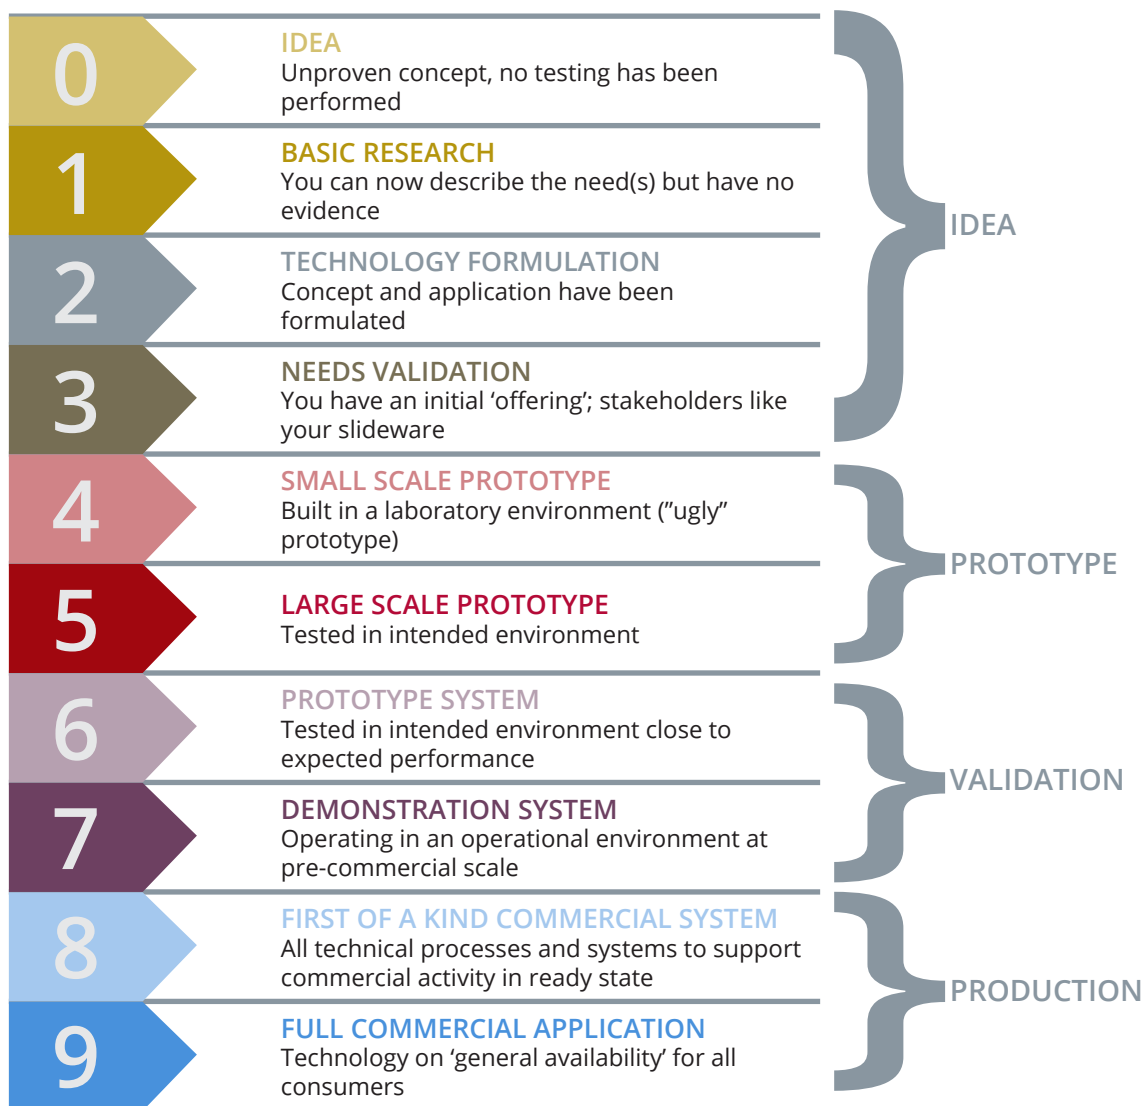 0
IDEA
Unproven concept, no testing has been
performed
1
BASIC RESEARCH
You can now describe the need(s) but have no
evidence
2
TECHNOLOGY FORMULATION
Concept and application have been
formulated
3
NEEDS VALIDATION
You have an initial ‘offering’; stakeholders like
your slideware
IDEA
4
SMALL SCALE PROTOTYPE
Built in a laboratory environment (”ugly”
prototype)
5
LARGE SCALE PROTOTYPE
Tested in intended environment
PROTOTYPE
6
PROTOTYPE SYSTEM
Tested in intended environment close to
expected performance
7
DEMONSTRATION SYSTEM
Operating in an operational environment at
pre-commercial scale
VALIDATION
8
FIRST OF A KIND COMMERCIAL SYSTEM
All technical processes and systems to support
commercial activity in ready state
9
FULL COMMERCIAL APPLICATION
Technology on ‘general availability’ for all
consumers
PRODUCTION